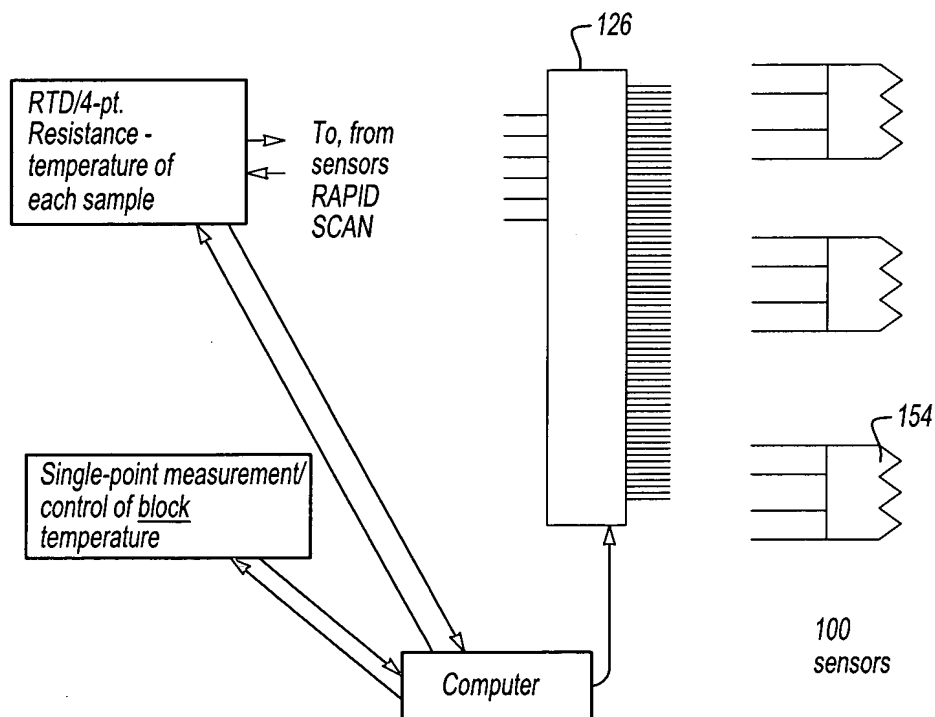 126
RTD/4-pt.
Resistance -
temperature of
each sample
To, from
sensors
RAPID
SCAN
154
Single-point measurement/
control of block
temperature
100
sensors
Computer